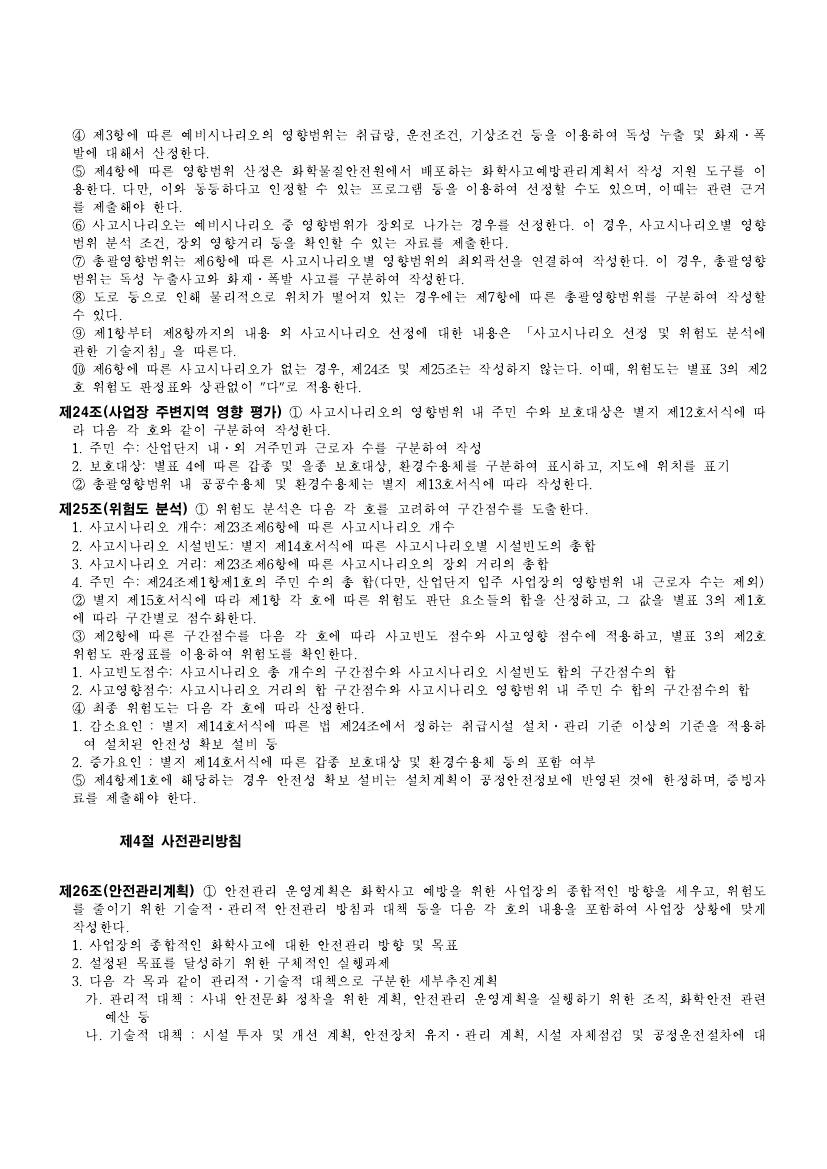 ④ 제3항에 따른 예비시나리오의 영향범위는 취급량, 운전조건, 기상조건 등을 이용하여 독성 누출 및 화재ㆍ폭
발에 대해서 산정한다.
⑤ 제4항에 따른 영향범위 산정은 화학물질안전원에서 배포하는 화학사고예방관리계획서 작성 지원 도구를 이
용한다. 다만, 이와 동등하다고 인정할 수 있는 프로그램 등을 이용하여 선정할 수도 있으며, 이때는 관련 근거
를 제출해야 한다.
⑥ 사고시나리오는 예비시나리오 중 영향범위가 장외로 나가는 경우를 선정한다. 이 경우, 사고시나리오별 영향
범위 분석 조건, 장외 영향거리 등을 확인할 수 있는 자료를 제출한다.
⑦ 총괄영향범위는 제6항에 따른 사고시나리오별 영향범위의 최외곽선을 연결하여 작성한다. 이 경우, 총괄영향
범위는 독성 누출사고와 화재ㆍ폭발 사고를 구분하여 작성한다.
⑧ 도로 등으로 인해 물리적으로 위치가 떨어져 있는 경우에는 제7항에 따른 총괄영향범위를 구분하여 작성할
수 있다.
⑨ 제1항부터 제8항까지의 내용 외 사고시나리오 선정에 대한 내용은 「사고시나리오 선정 및 위험도 분석에
관한 기술지침」을 따른다.
⑩ 제6항에 따른 사고시나리오가 없는 경우, 제24조 및 제25조는 작성하지 않는다. 이때, 위험도는 별표 3의 제2
호 위험도 판정표와 상관없이 "다"로 적용한다.
제24조(사업장 주변지역 영향 평가) ① 사고시나리오의 영향범위 내 주민 수와 보호대상은 별지 제12호서식에 따
라 다음 각 호와 같이 구분하여 작성한다.
1. 주민 수: 산업단지 내ㆍ외 거주민과 근로자 수를 구분하여 작성
2. 보호대상: 별표 4에 따른 갑종 및 을종 보호대상, 환경수용체를 구분하여 표시하고, 지도에 위치를 표기
② 총괄영향범위 내 공공수용체 및 환경수용체는 별지 제13호서식에 따라 작성한다.
제25조(위험도 분석) ① 위험도 분석은 다음 각 호를 고려하여 구간점수를 도출한다.
1. 사고시나리오 개수: 제23조제6항에 따른 사고시나리오 개수
2. 사고시나리오 시설빈도: 별지 제14호서식에 따른 사고시나리오별 시설빈도의 총합
3. 사고시나리오 거리: 제23조제6항에 따른 사고시나리오의 장외 거리의 총합
4. 주민 수: 제24조제1항제1호의 주민 수의 총 합(다만, 산업단지 입주 사업장의 영향범위 내 근로자 수는 제외)
② 별지 제15호서식에 따라 제1항 각 호에 따른 위험도 판단 요소들의 합을 산정하고, 그 값을 별표 3의 제1호
에 따라 구간별로 점수화한다.
③ 제2항에 따른 구간점수를 다음 각 호에 따라 사고빈도 점수와 사고영향 점수에 적용하고, 별표 3의 제2호
위험도 판정표를 이용하여 위험도를 확인한다.
1. 사고빈도점수: 사고시나리오 총 개수의 구간점수와 사고시나리오 시설빈도 합의 구간점수의 합
2. 사고영향점수: 사고시나리오 거리의 합 구간점수와 사고시나리오 영향범위 내 주민 수 합의 구간점수의 합
④ 최종 위험도는 다음 각 호에 따라 산정한다.
1. 감소요인 : 별지 제14호서식에 따른 법 제24조에서 정하는 취급시설 설치ㆍ관리 기준 이상의 기준을 적용하
여 설치된 안전성 확보 설비 등
2. 증가요인 : 별지 제14호서식에 따른 갑종 보호대상 및 환경수용체 등의 포함 여부
⑤ 제4항제1호에 해당하는 경우 안전성 확보 설비는 설치계획이 공정안전정보에 반영된 것에 한정하며, 증빙자
료를 제출해야 한다.
제4절 사전관리방침
제26조(안전관리계획) ① 안전관리 운영계획은 화학사고 예방을 위한 사업장의 종합적인 방향을 세우고, 위험도
를 줄이기 위한 기술적ㆍ관리적 안전관리 방침과 대책 등을 다음 각 호의 내용을 포함하여 사업장 상황에 맞게
작성한다.
1. 사업장의 종합적인 화학사고에 대한 안전관리 방향 및 목표
2. 설정된 목표를 달성하기 위한 구체적인 실행과제
3. 다음 각 목과 같이 관리적ㆍ기술적 대책으로 구분한 세부추진계획
가. 관리적 대책 : 사내 안전문화 정착을 위한 계획, 안전관리 운영계획을 실행하기 위한 조직, 화학안전 관련
예산 등
나. 기술적 대책 : 시설 투자 및 개선 계획, 안전장치 유지ㆍ관리 계획, 시설 자체점검 및 공정운전절차에 대